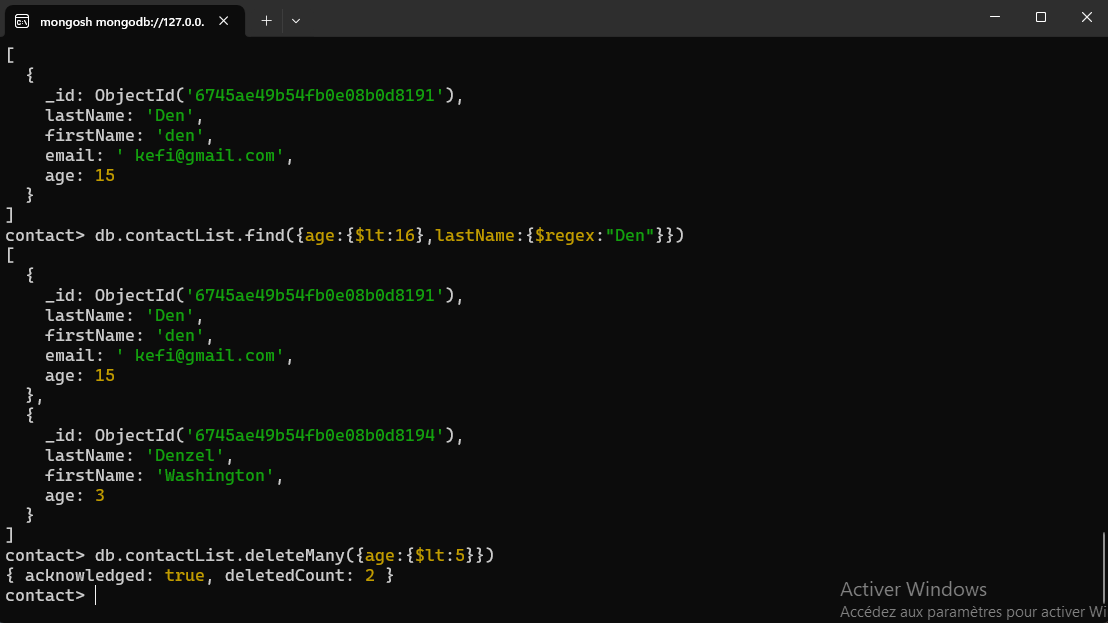 mongosh mongodb://127.0.0.
[
  {
    _id: ObjectId('6745ae49b54fb0e08b0d8191'),
    lastName: 'Den',
    firstName: 'den',
    email: ' kefi@gmail.com',
    age: 15
  }
]
contact> db.contactList.find({age:{$lt:16},lastName:{$regex:"Den"}})
[
  {
    _id: ObjectId('6745ae49b54fb0e08b0d8191'),
    lastName: 'Den',
    firstName: 'den',
    email: ' kefi@gmail.com',
    age: 15
  },
  {
    _id: ObjectId('6745ae49b54fb0e08b0d8194'),
    lastName: 'Denzel',
    firstName: 'Washington',
    age: 3
  }
]
contact> db.contactList.deleteMany({age:{$lt:5}})
{ acknowledged: true, deletedCount: 2 }
contact>
Activer Windows
Accédez aux paramètres pour activer Wi